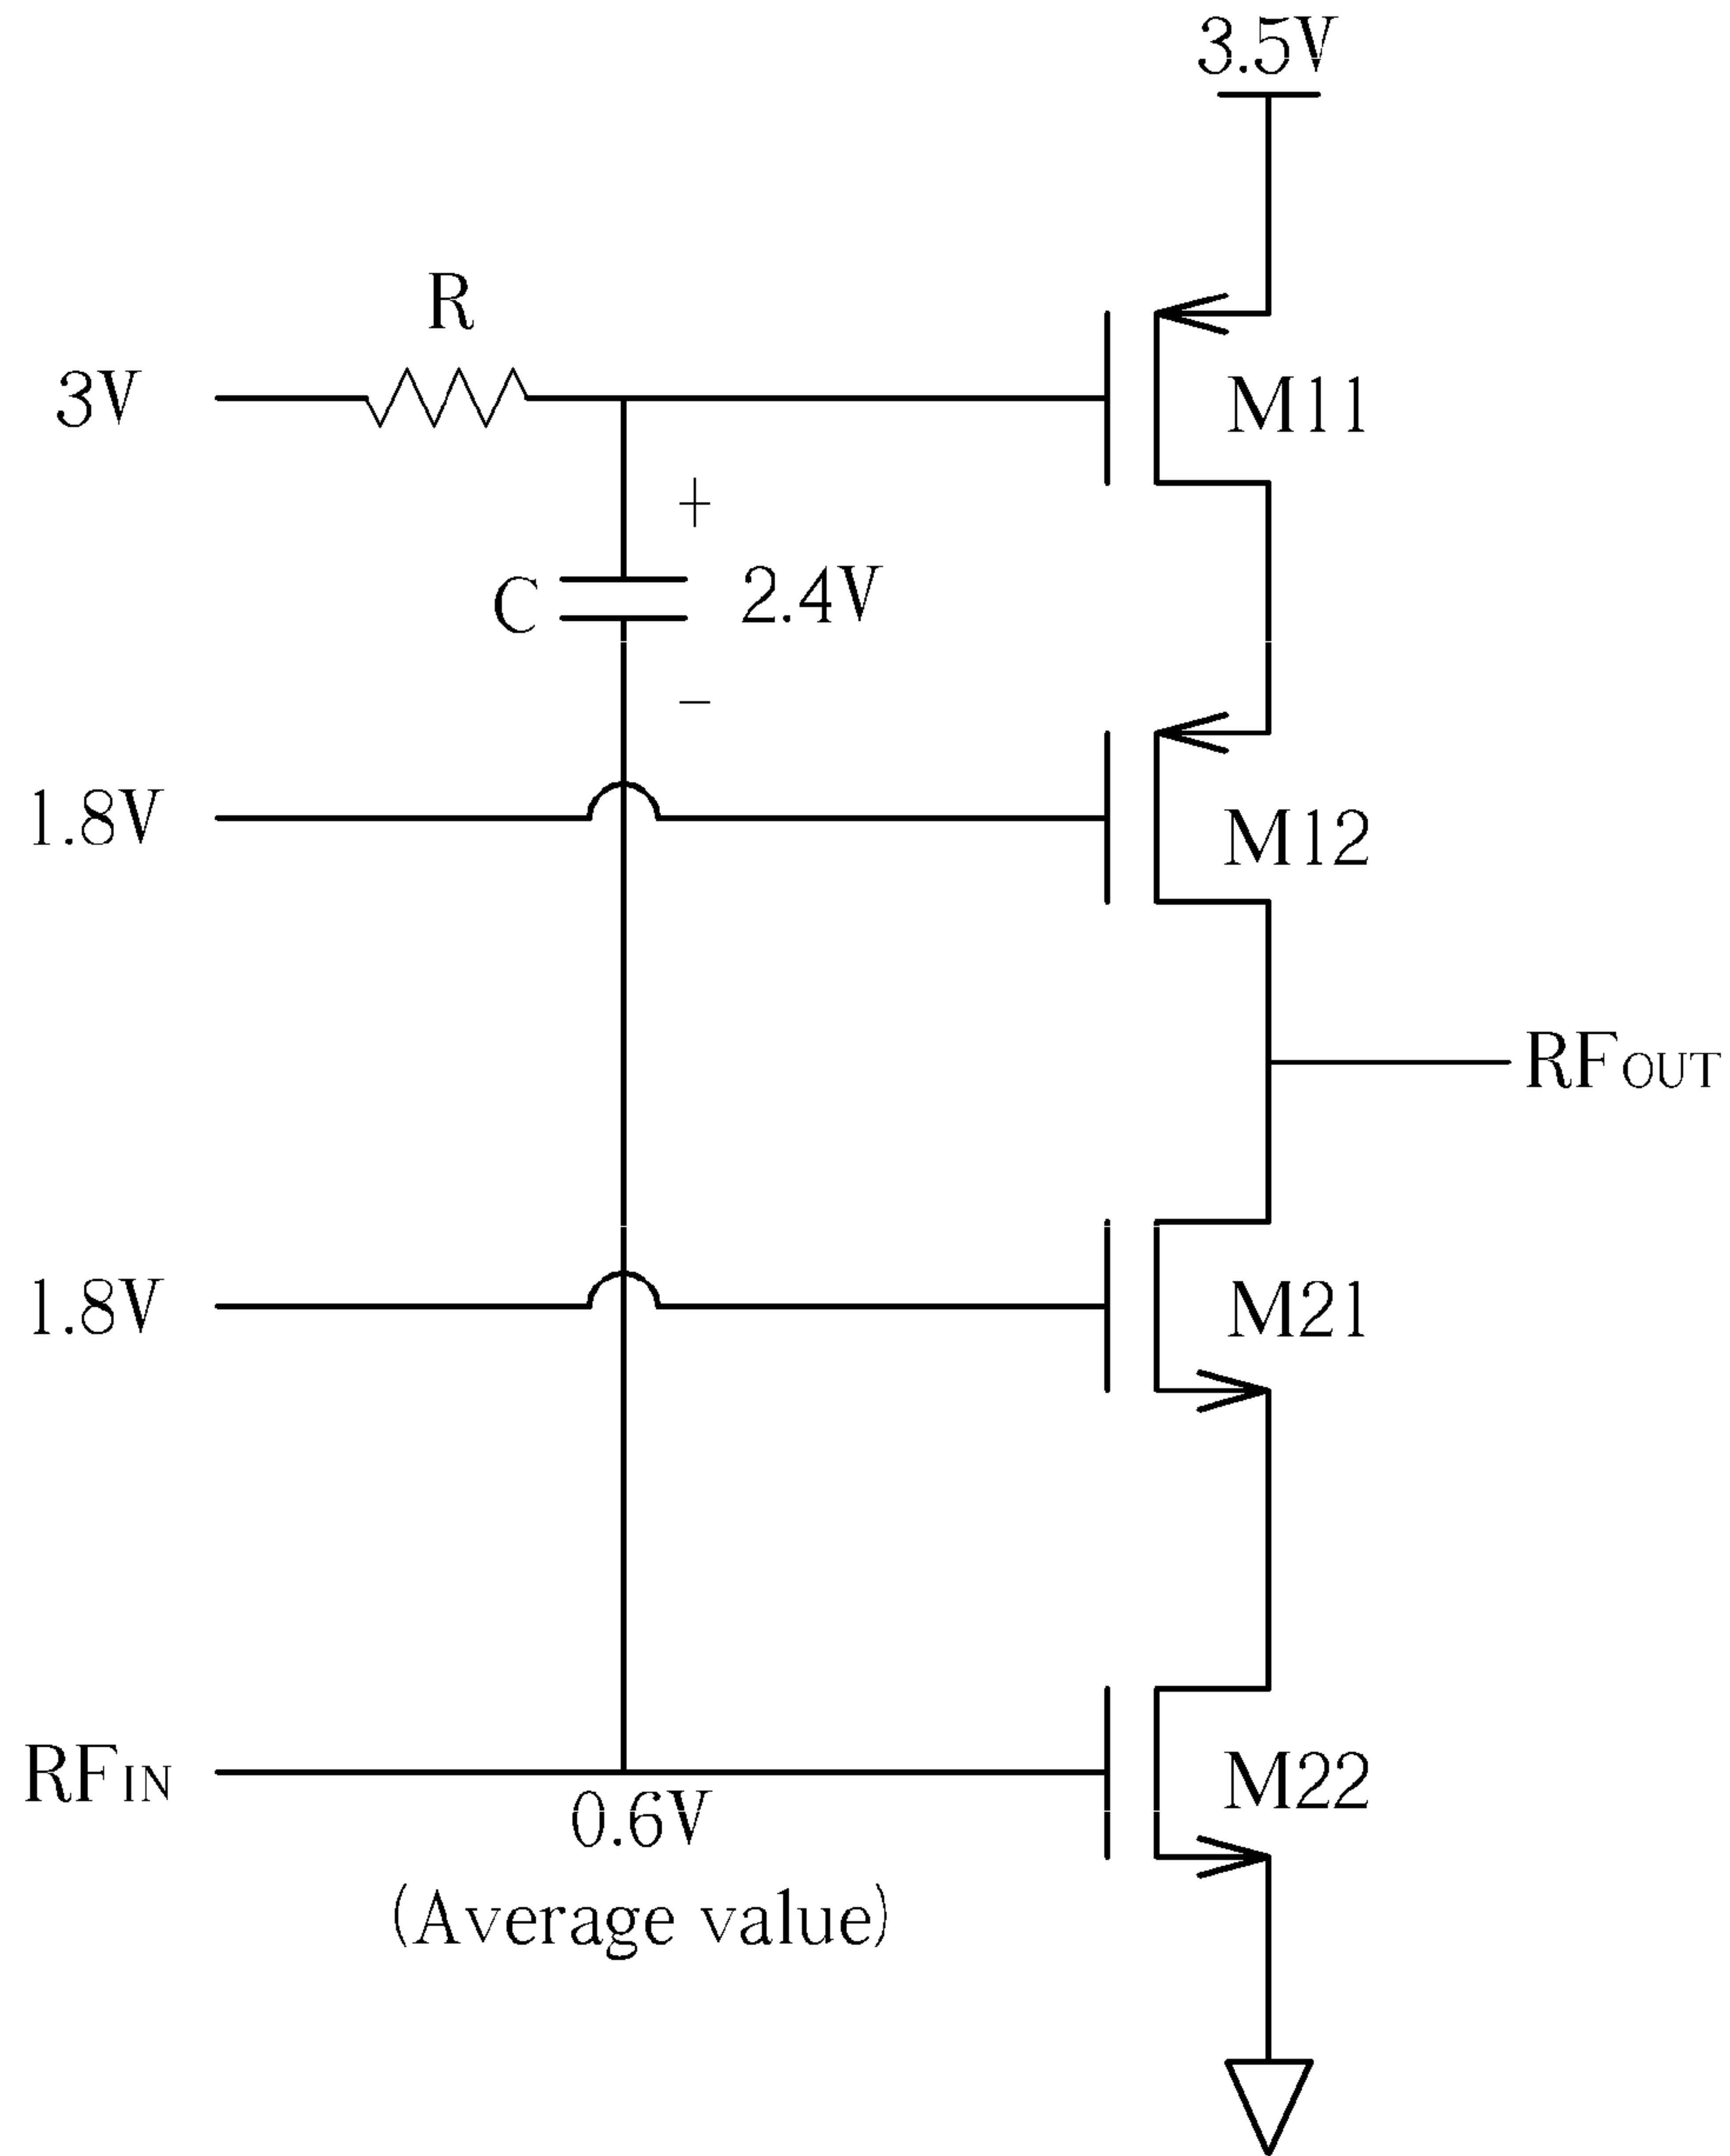 3.5V
R
3V
M11
+
C
2.4V
−
1.8V
M12
RFOUT
1.8V
M21
RFIN
M22
0.6V
(Average value)